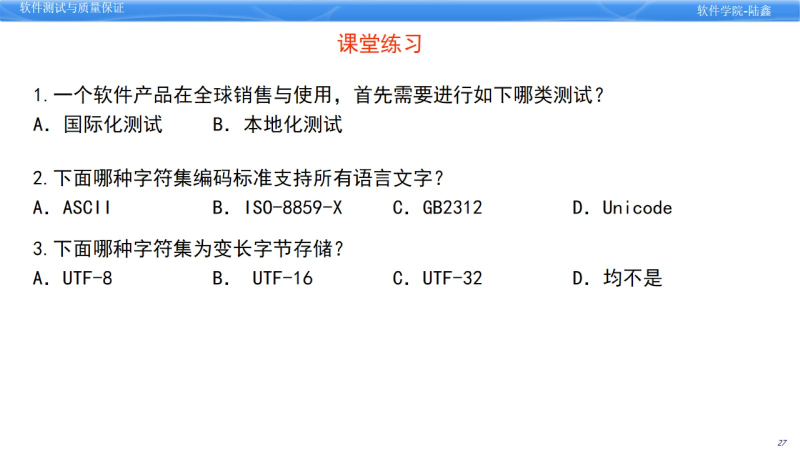 软件测试与质量保证
软件学院-陆鑫
课堂练习
1.一个软件产品在全球销售与使用，首先需要进行如下哪类测试？
A. 国际化测试 B. 本地化测试
2.下面哪种字符集编码标准支持所有语言文字？
A. ASCII B. ISO-8859-X C. GB2312 D. Unicode
3.下面哪种字符集为变长字节存储？
A. UTF-8 B. UTF-16 C. UTF-32 D. 均不是
27